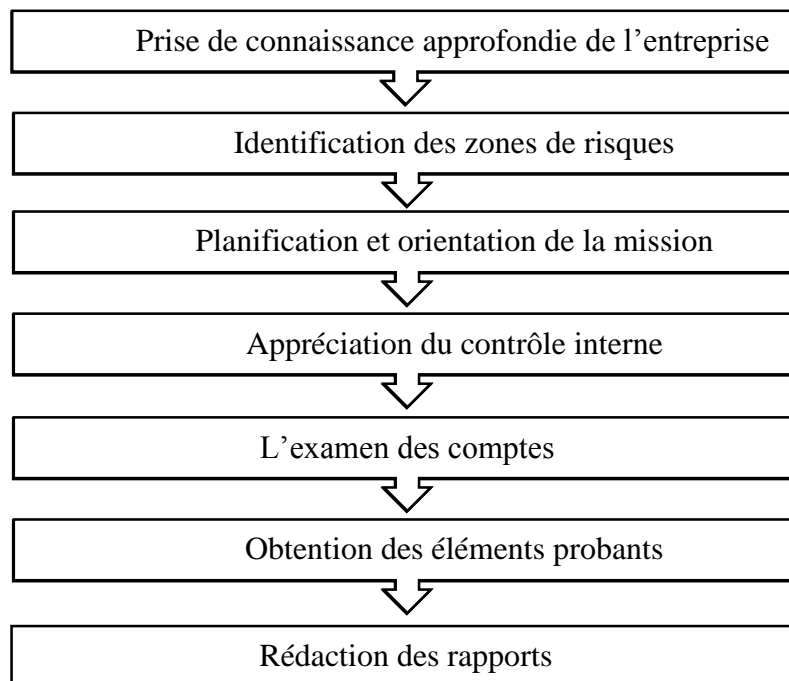 Prise de connaissance approfondie de l’entreprise
Identification des zones de risques
Planification et orientation de la mission
Appréciation du contrôle interne
L’examen des comptes
Obtention des éléments probants
Rédaction des rapports